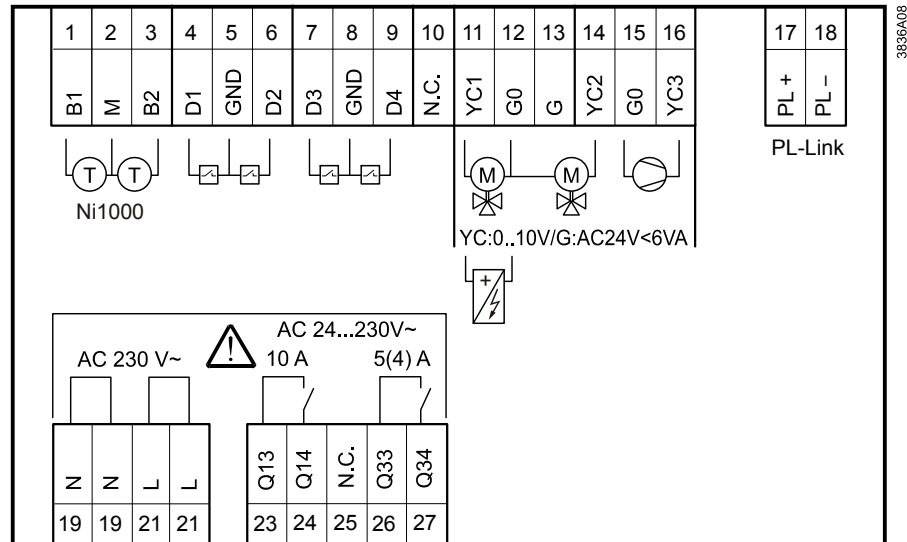 1 2 3 4 5 6 7 8 9 10 11 12 13 14 15 16 17 18
B1 M B2 D1 GND D2 D3 GND D4 N.C. YC1 G0 G YC2 G0 YC3 PL + PL –
3836A08
T T M M PL-Link
Ni1000
YC:0..10V/G:AC24V<6VA
+
AC 24...230V~
AC 230 V~ ! 10 A 5(4) A
N N L L Q13 Q14 N.C. Q33 Q34
19 19 21 21 23 24 25 26 27